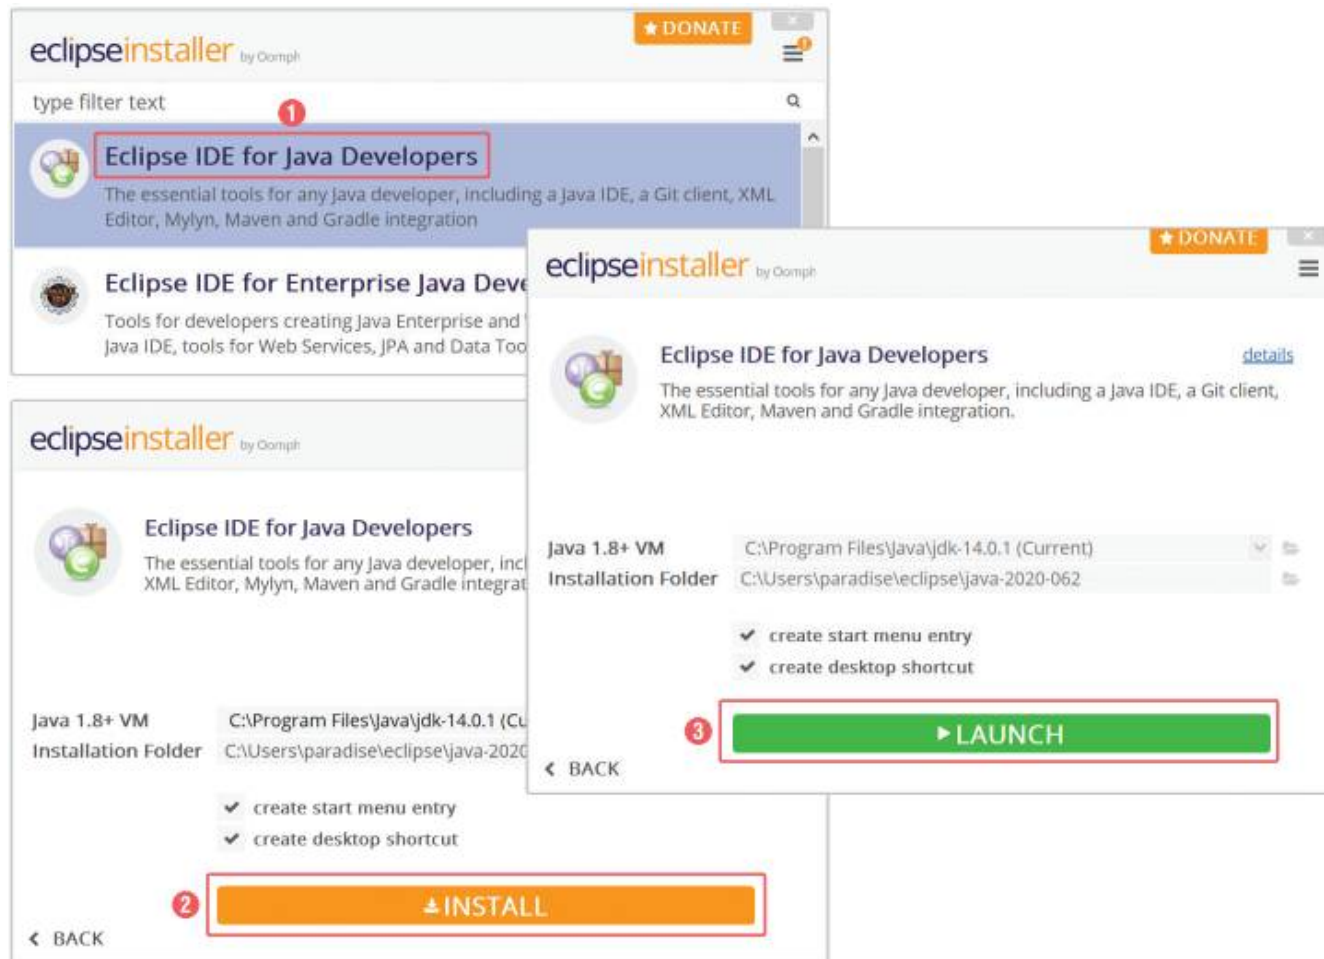 ★ DONATE
eclipseinstaller by Oomph
type filter text
1
Eclipse IDE for Java Developers
The essential tools for any Java developer, including a Java IDE, a Git client, XML
Editor, Mylyn, Maven and Gradle integration
Eclipse IDE for Enterprise Java Deve
Tools for developers creating Java Enterprise and
Java IDE, tools for Web Services, JPA and Data Too
eclipseinstaller by Oomph
Eclipse IDE for Java Developers
The essential tools for any Java developer, incl
XML Editor, Mylyn, Maven and Gradle integrat
Java 1.8+ VM C:\Program Files\Java\jdk-14.0.1 (Cu
Installation Folder C:\Users\paradise\eclipse\java-2020
create start menu entry
create desktop shortcut
2 INSTALL
BACK
★ DONATE
eclipseinstaller by Oomph
Eclipse IDE for Java Developers details
The essential tools for any Java developer, including a Java IDE, a Git client,
XML Editor, Maven and Gradle integration.
Java 1.8+ VM C:\Program Files\Java\jdk-14.0.1 (Current)
Installation Folder C:\Users\paradise\eclipse\java-2020-062
create start menu entry
create desktop shortcut
3 LAUNCH
BACK